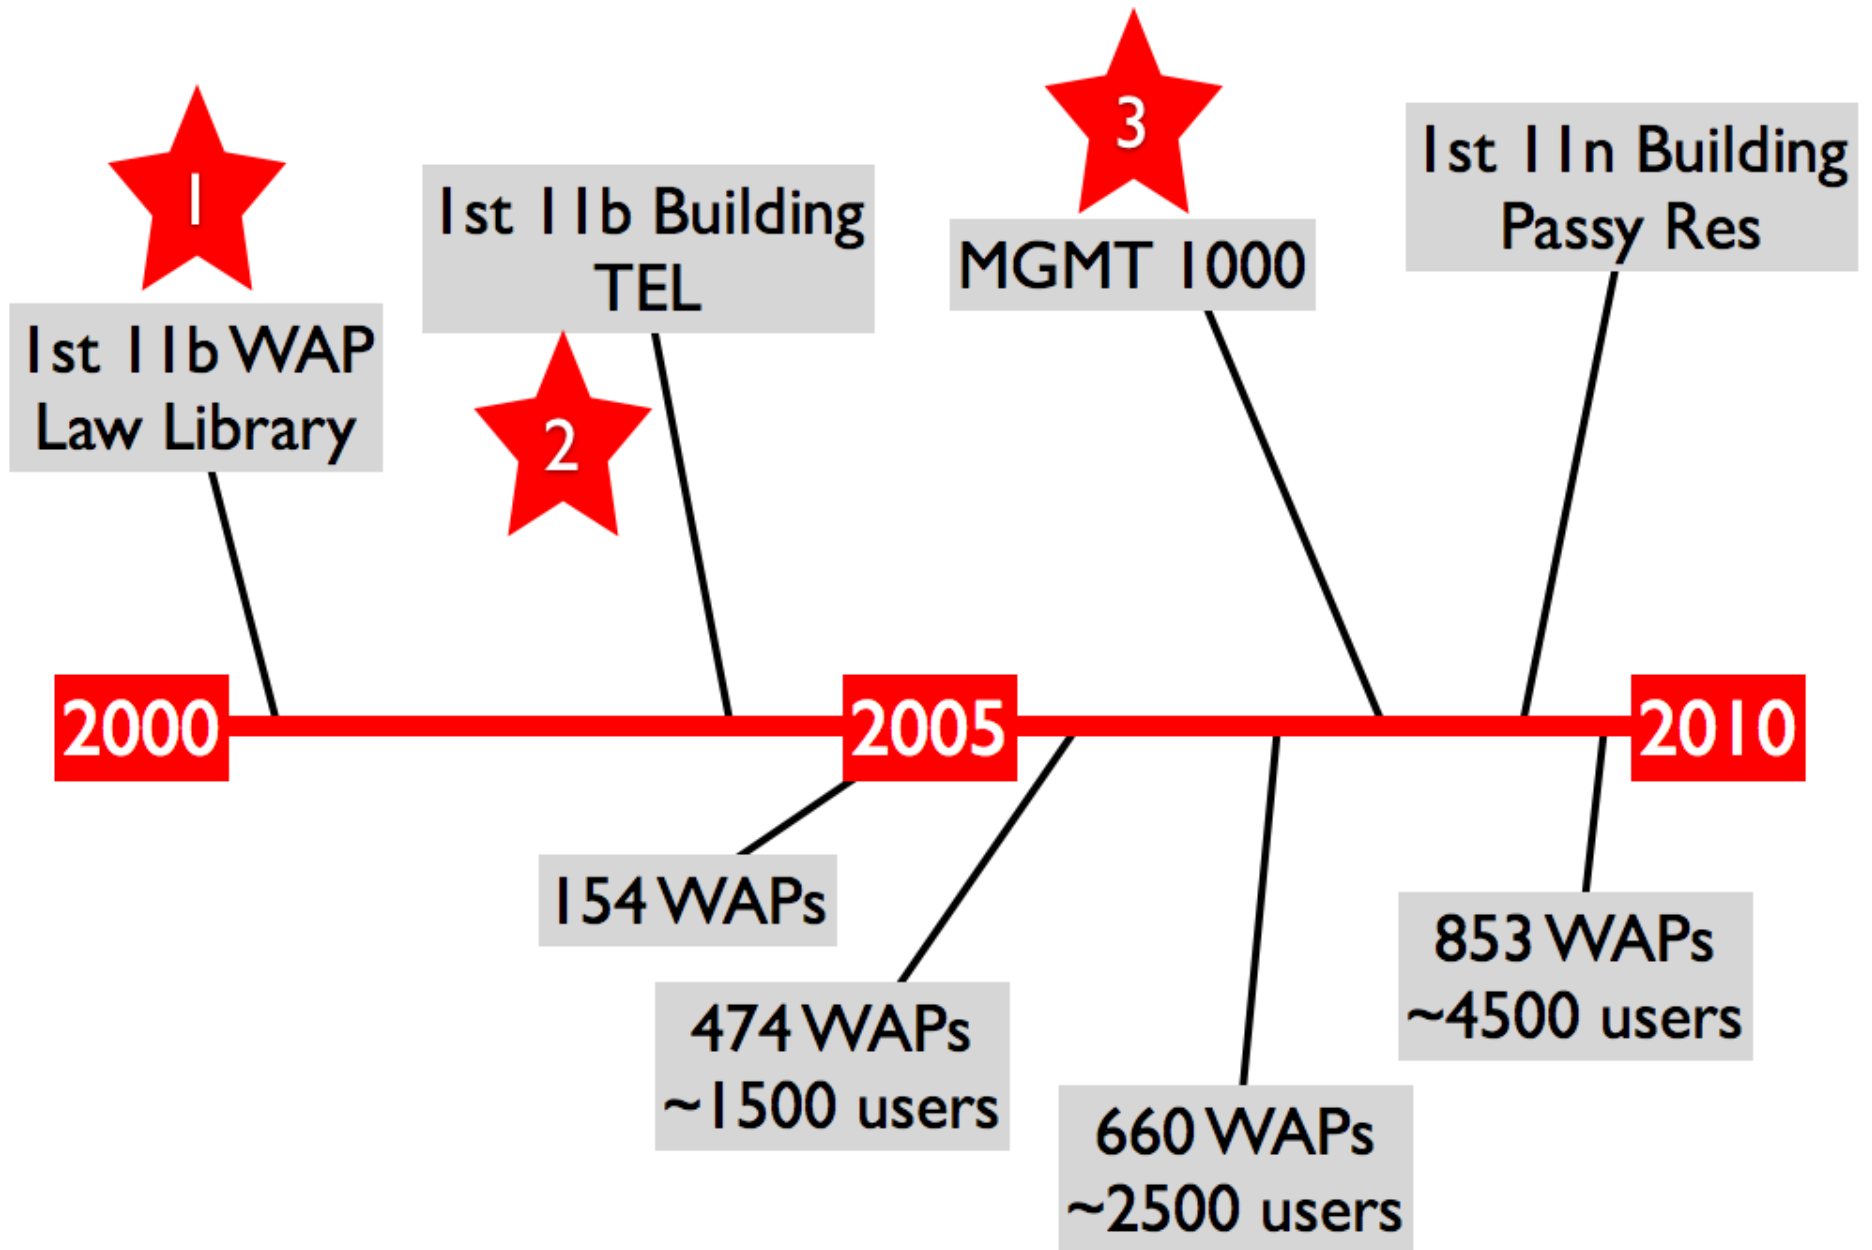 1
1st 11b WAP
Law Library
1st 11b Building
TEL
2
3
MGMT 1000
1st 11n Building
Passy Res
2000
2005
2010
154 WAPs
474 WAPs
~1500 users
660 WAPs
~2500 users
853 WAPs
~4500 users